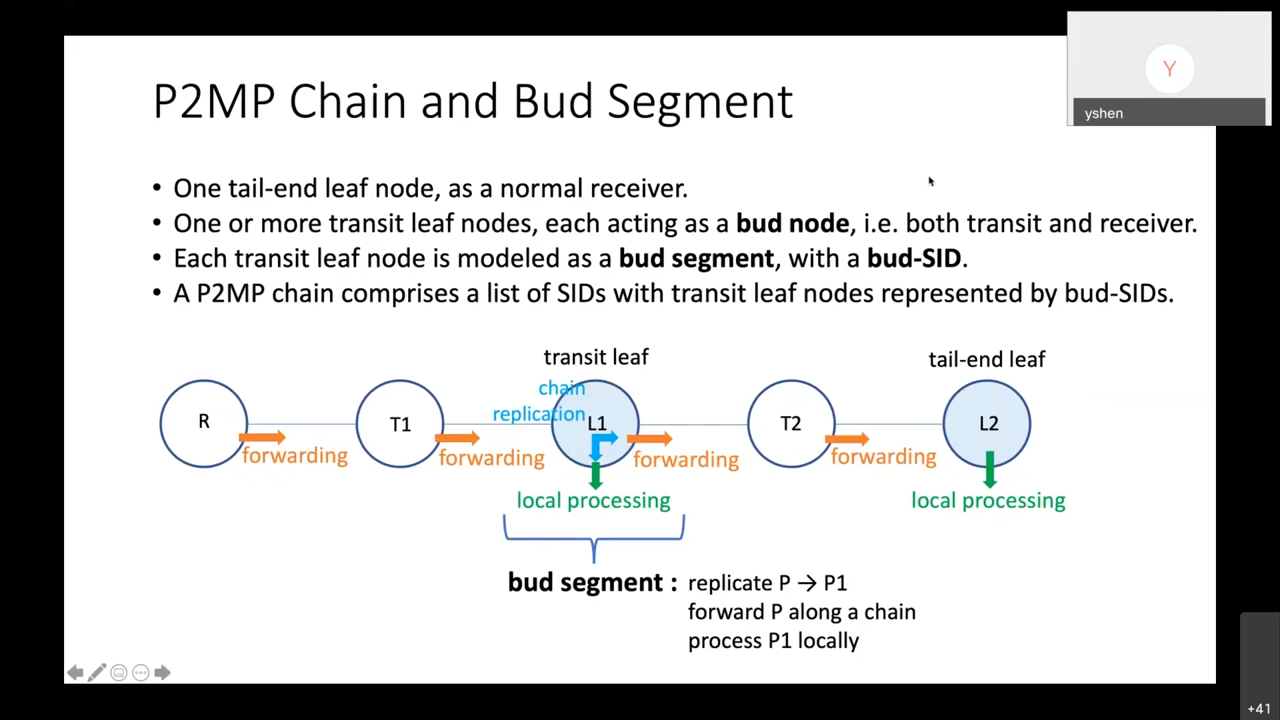 P2MP Chain and Bud Segment
Y
yshen
• One tail-end leaf node, as a normal receiver.
• One or more transit leaf nodes, each acting as a bud node, i.e. both transit and receiver.
• Each transit leaf node is modeled as a bud segment, with a bud-SID.
• A P2MP chain comprises a list of SIDs with transit leaf nodes represented by bud-SIDs.
transit leaf
tail-end leaf
chain
replication
R
T1
L1
T2
L2
forwarding
forwarding
forwarding
forwarding
local processing
local processing
bud segment : replicate P → P1
forward P along a chain
process P1 locally
+41